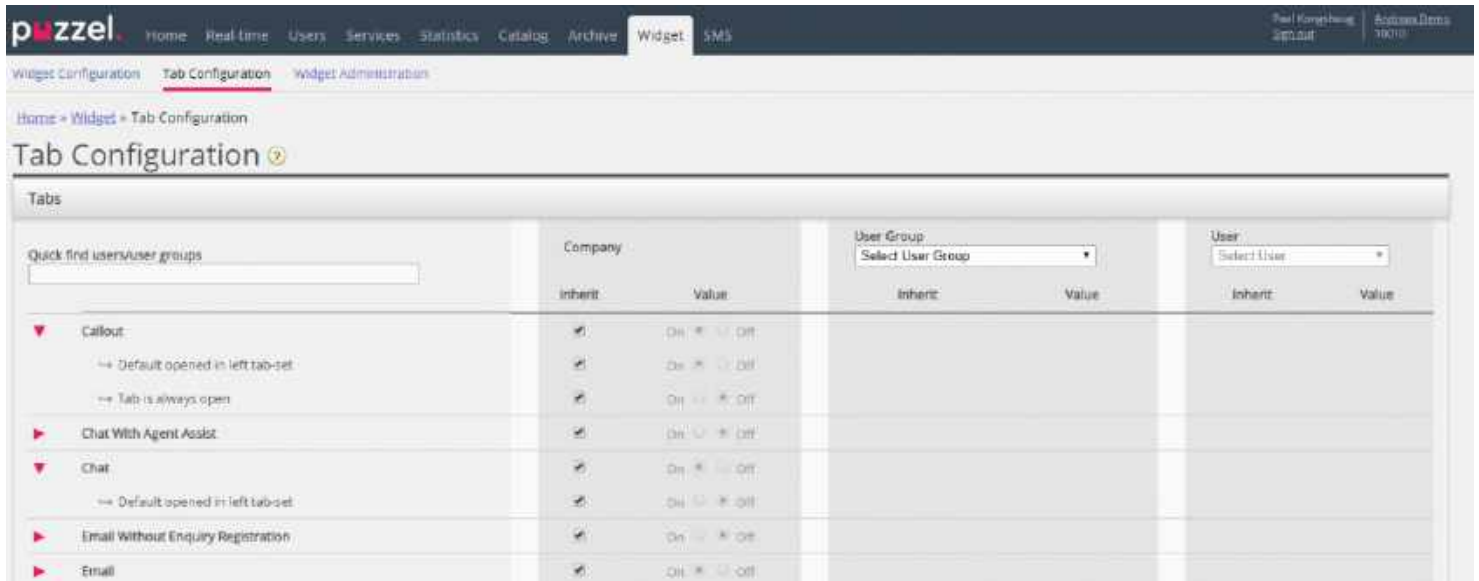 puzzel.
Home Real-time Users Services Statistics Catalog Archive Widget SMS
Sign out
Widget Configuration Tab Configuration Widget Administration
Home » Widget » Tab Configuration
Tab Configuration ?
Tabs
Quick find users/user groups
Company
User Group
Select User Group
User
Select User
Inherit Value Inherit Value Inherit Value
Callout On Off
Default opened in left tab-set On Off
Tab is always open On Off
Chat With Agent Assist On Off
Chat On Off
Default opened in left tab-set On Off
Email Without Enquiry Registration On Off
Email On Off